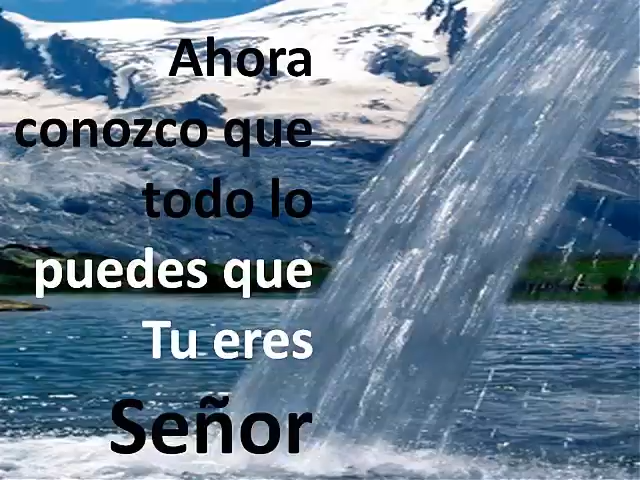 Ahora
conozco que
todo lo
puedes que
Tu eres
Señor